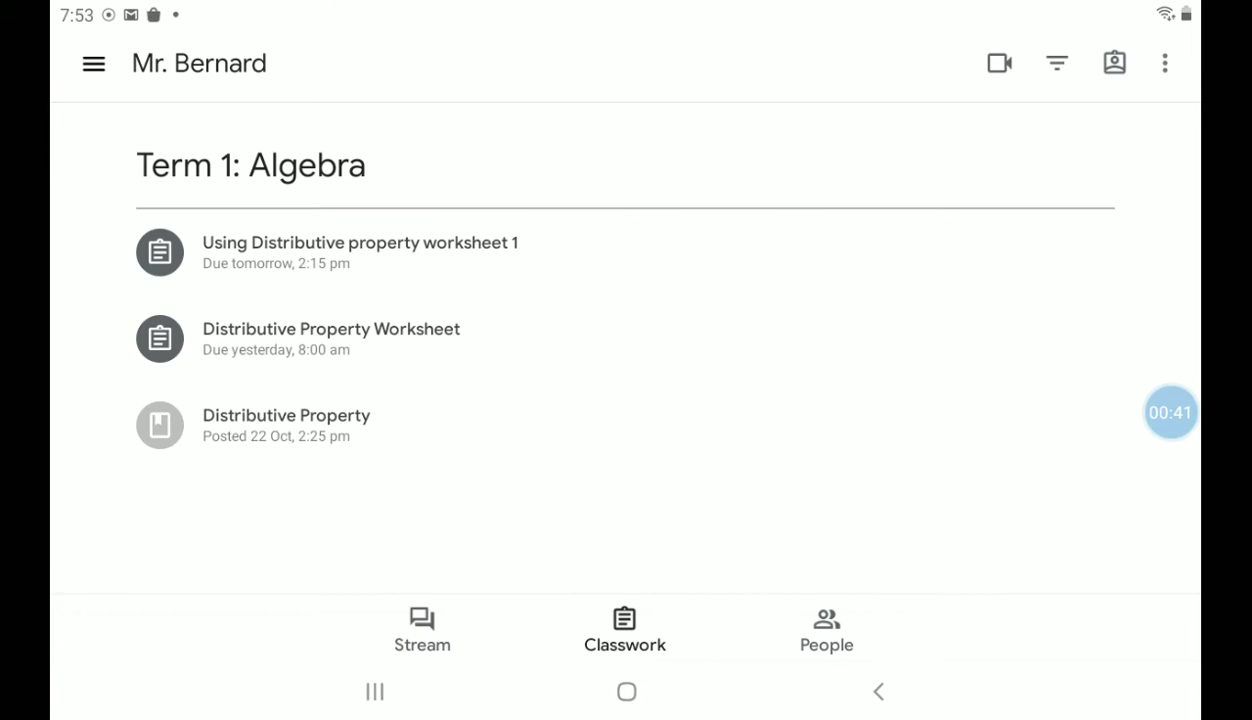 7:53
Mr. Bernard
Term 1: Algebra
Using Distributive property worksheet 1
Due tomorrow, 2:15 pm
Distributive Property Worksheet
Due yesterday, 8:00 am
Distributive Property
Posted 22 Oct, 2:25 pm
00:41
Stream
Classwork
People